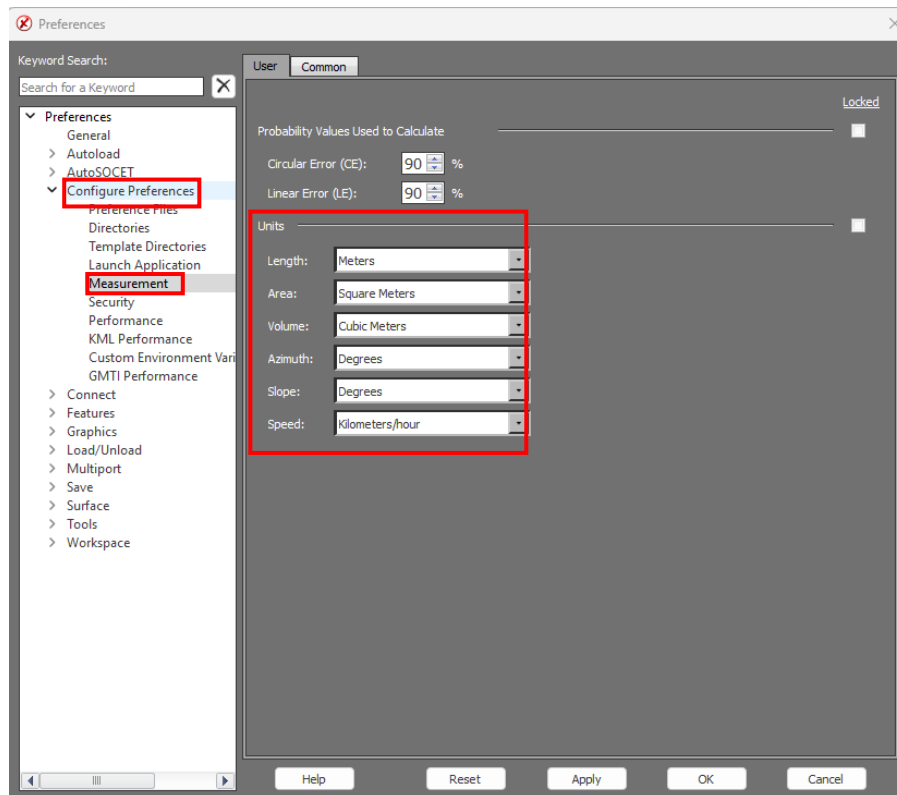 Preferences
Keyword Search:
Search for a Keyword
Preferences
General
Autoload
AutoSOCET
Configure Preferences
Preference Files
Directories
Template Directories
Launch Application
Measurement
Security
Performance
KML Performance
Custom Environment Vari
GMTI Performance
Connect
Features
Graphics
Load/Unload
Multiport
Save
Surface
Tools
Workspace
User Common
Locked
Probability Values Used to Calculate
Circular Error (CE): 90 %
Linear Error (LE): 90 %
Units
Length: Meters
Area: Square Meters
Volume: Cubic Meters
Azimuth: Degrees
Slope: Degrees
Speed: Kilometers/hour
Help Reset Apply OK Cancel